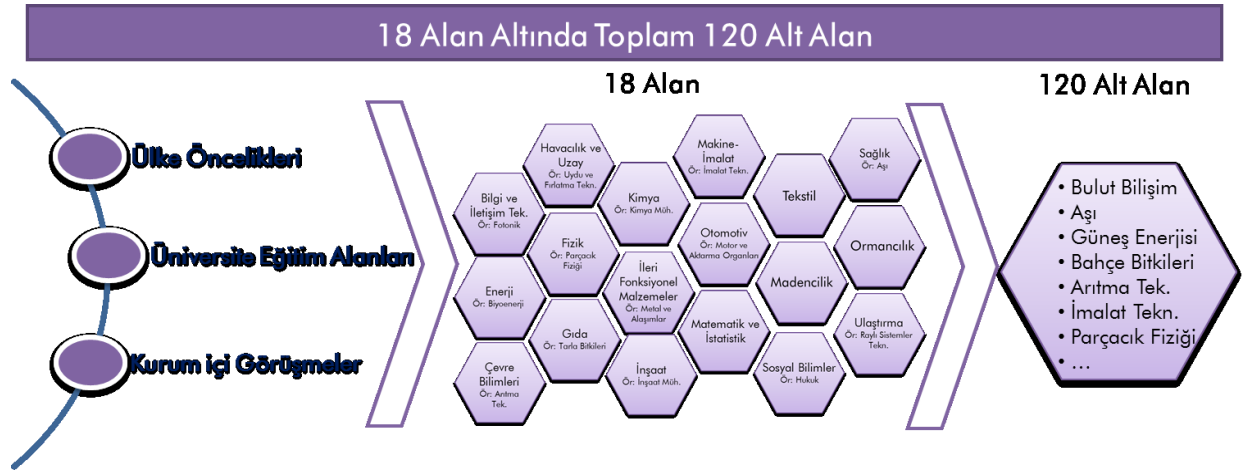 18 Alan Altında Toplam 120 Alt Alan
Ülke Öncelikleri
Üniversite Eğitim Alanları
Kurum içi Görüşmeler
18 Alan
Bilgi ve
İletişim Tek.
Ör: Fotonik
Enerji
Ör: Biyoenerji
Çevre
Bilimleri
Ör: Arıtma
Tek.
Havacılık ve
Uzay
Ör: Uydu ve
Fırlatma Tekn.
Fizik
Ör: Parçacık
Fiziği
Gıda
Ör: Tarla Bitkileri
Kimya
Ör: Kimya Müh.
İleri
Fonksiyonel
Malzemeler
Ör: Metal ve
Alaşımlar
İnşaat
Ör: İnşaat Müh.
Makine-
İmalat
Ör: İmalat Tekn.
Otomotiv
Ör: Motor ve
Aktarma Organları
Matematik ve
İstatistik
Tekstil
Madencilik
Sosyal Bilimler
Ör: Hukuk
Sağlık
Ör: Aşı
Ormancılık
Ulaştırma
Ör: Raylı Sistemler
Tekn.
120 Alt Alan
• Bulut Bilişim
• Aşı
• Güneş Enerjisi
• Bahçe Bitkileri
• Arıtma Tek.
• İmalat Tekn.
• Parçacık Fiziği
• ...